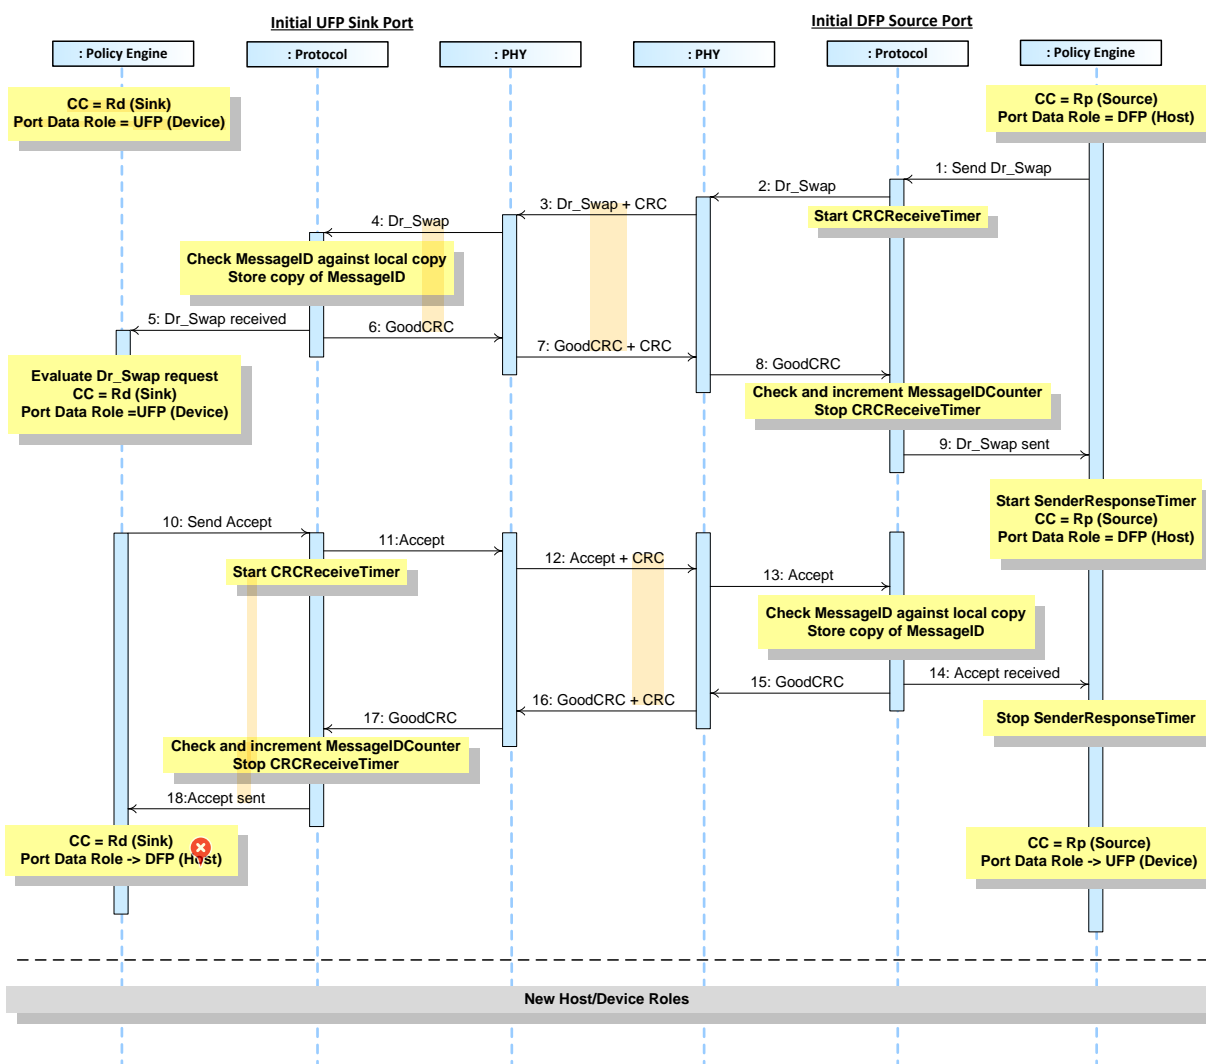 Initial UFP Sink Port
Initial DFP Source Port
: Policy Engine
: Protocol
: PHY
: PHY
: Protocol
: Policy Engine
CC = Rd (Sink)
Port Data Role = UFP (Device)
CC = Rp (Source)
Port Data Role = DFP (Host)
1: Send Dr_Swap
2: Dr_Swap
Start CRCReceiveTimer
3: Dr_Swap + CRC
4: Dr_Swap
Check MessageID against local copy
Store copy of MessageID
5: Dr_Swap received
6: GoodCRC
7: GoodCRC + CRC
8: GoodCRC
Evaluate Dr_Swap request
CC = Rd (Sink)
Port Data Role =UFP (Device)
Check and increment MessageIDCounter
Stop CRCReceiveTimer
9: Dr_Swap sent
Start SenderResponseTimer
CC = Rp (Source)
Port Data Role = DFP (Host)
10: Send Accept
11:Accept
Start CRCReceiveTimer
12: Accept + CRC
13: Accept
Check MessageID against local copy
Store copy of MessageID
14: Accept received
15: GoodCRC
16: GoodCRC + CRC
17: GoodCRC
Stop SenderResponseTimer
Check and increment MessageIDCounter
Stop CRCReceiveTimer
18:Accept sent
CC = Rd (Sink)
Port Data Role -> DFP (Host)
CC = Rp (Source)
Port Data Role -> UFP (Device)
New Host/Device Roles